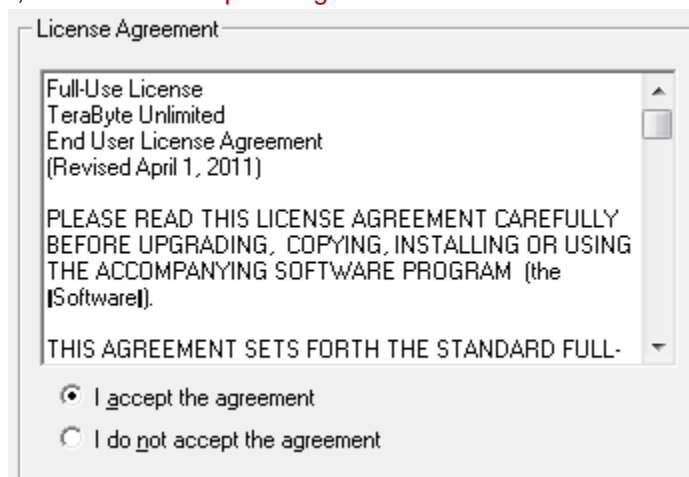 License Agreement
Full-Use License
TeraByte Unlimited
End User License Agreement
(Revised April 1, 2011)
PLEASE READ THIS LICENSE AGREEMENT CAREFULLY
BEFORE UPGRADING, COPYING, INSTALLING OR USING
THE ACCOMPANYING SOFTWARE PROGRAM (the
|Software|).
THIS AGREEMENT SETS FORTH THE STANDARD FULL-
I accept the agreement
I do not accept the agreement